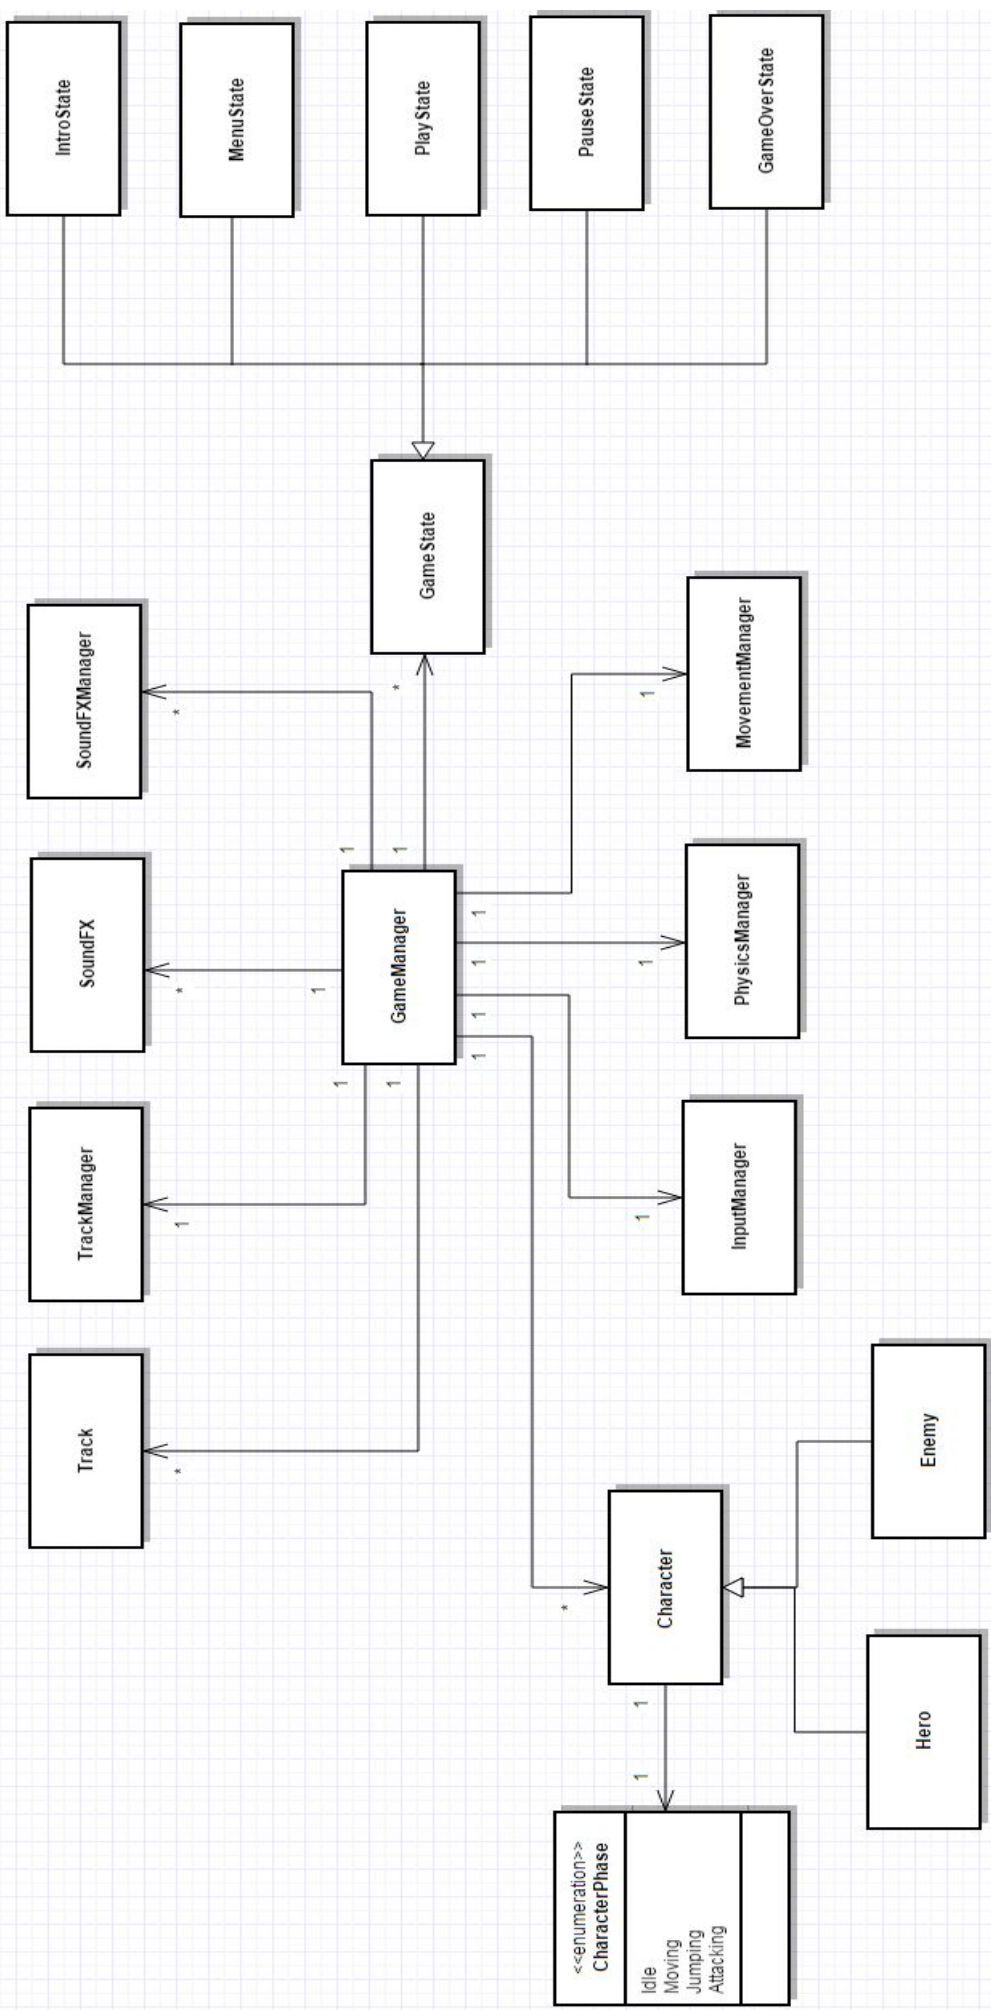 Track
TrackManager
SoundFX
SoundFXManager
IntroState
*
1
*
*
MenuState
1
1
1
1
GameManager
1
*
GameState
PlayState
1
1
1
1
*
<<enumeration>>
CharacterPhase
PauseState
1
1
1
1
1
Idle
Moving
Jumping
Attacking
Character
InputManager
PhysicsManager
MovementManager
GameOverState
Hero
Enemy